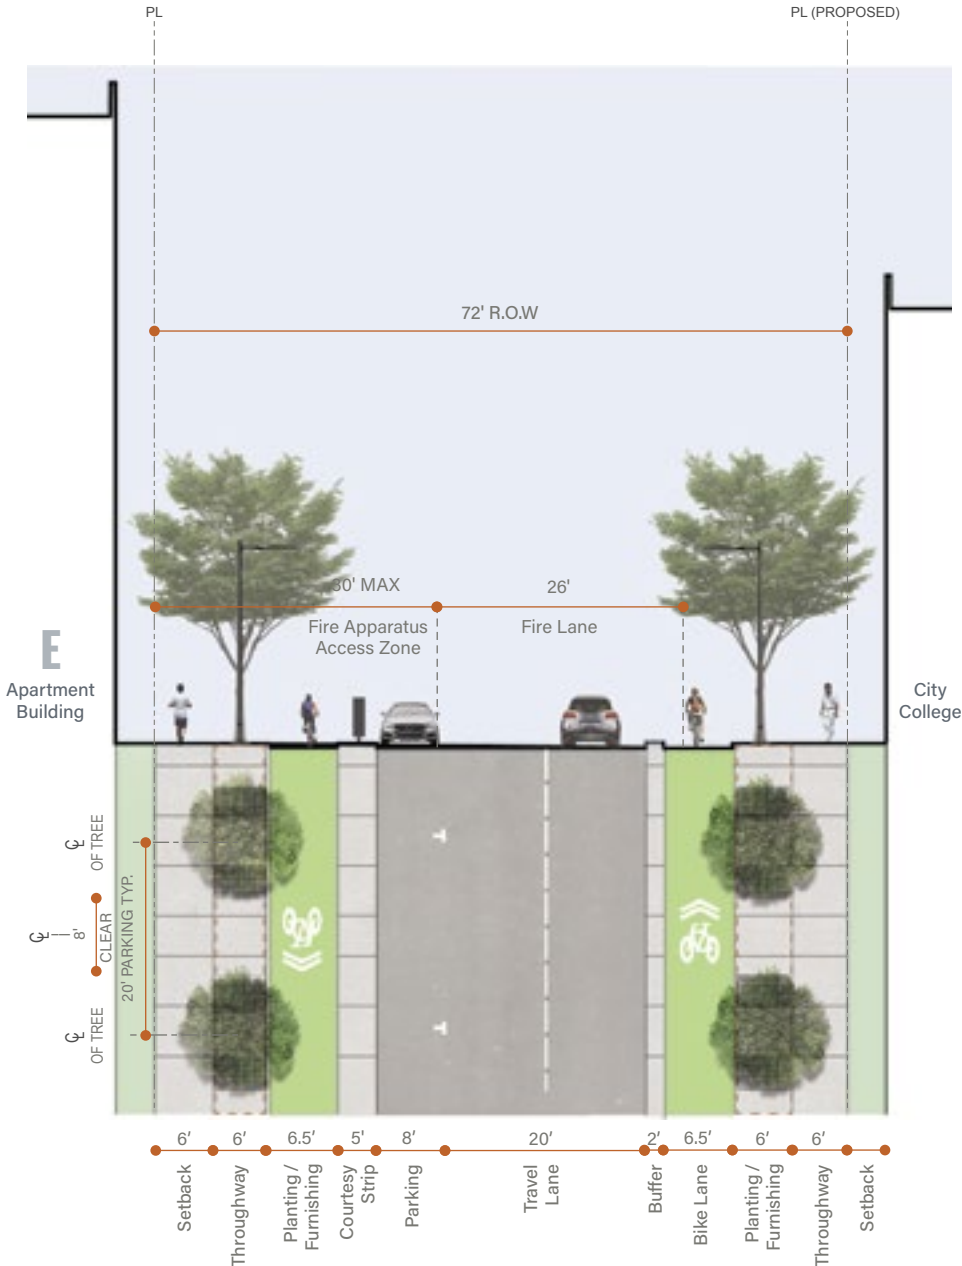 PL
PL (PROPOSED)
72' R.O.W
30' MAX
26'
Fire Apparatus
Access Zone
Fire Lane
E
Apartment
Building
City
College
℄
OF TREE
20' PARKING TYP.
℄
8'
CLEAR
℄
OF TREE
6'
6'
6.5'
5'
8'
20'
2'
6.5'
6'
6'
Setback
Throughway
Planting /
Furnishing
Courtesy
Strip
Parking
Travel
Lane
Buffer
Bike Lane
Planting /
Furnishing
Throughway
Setback